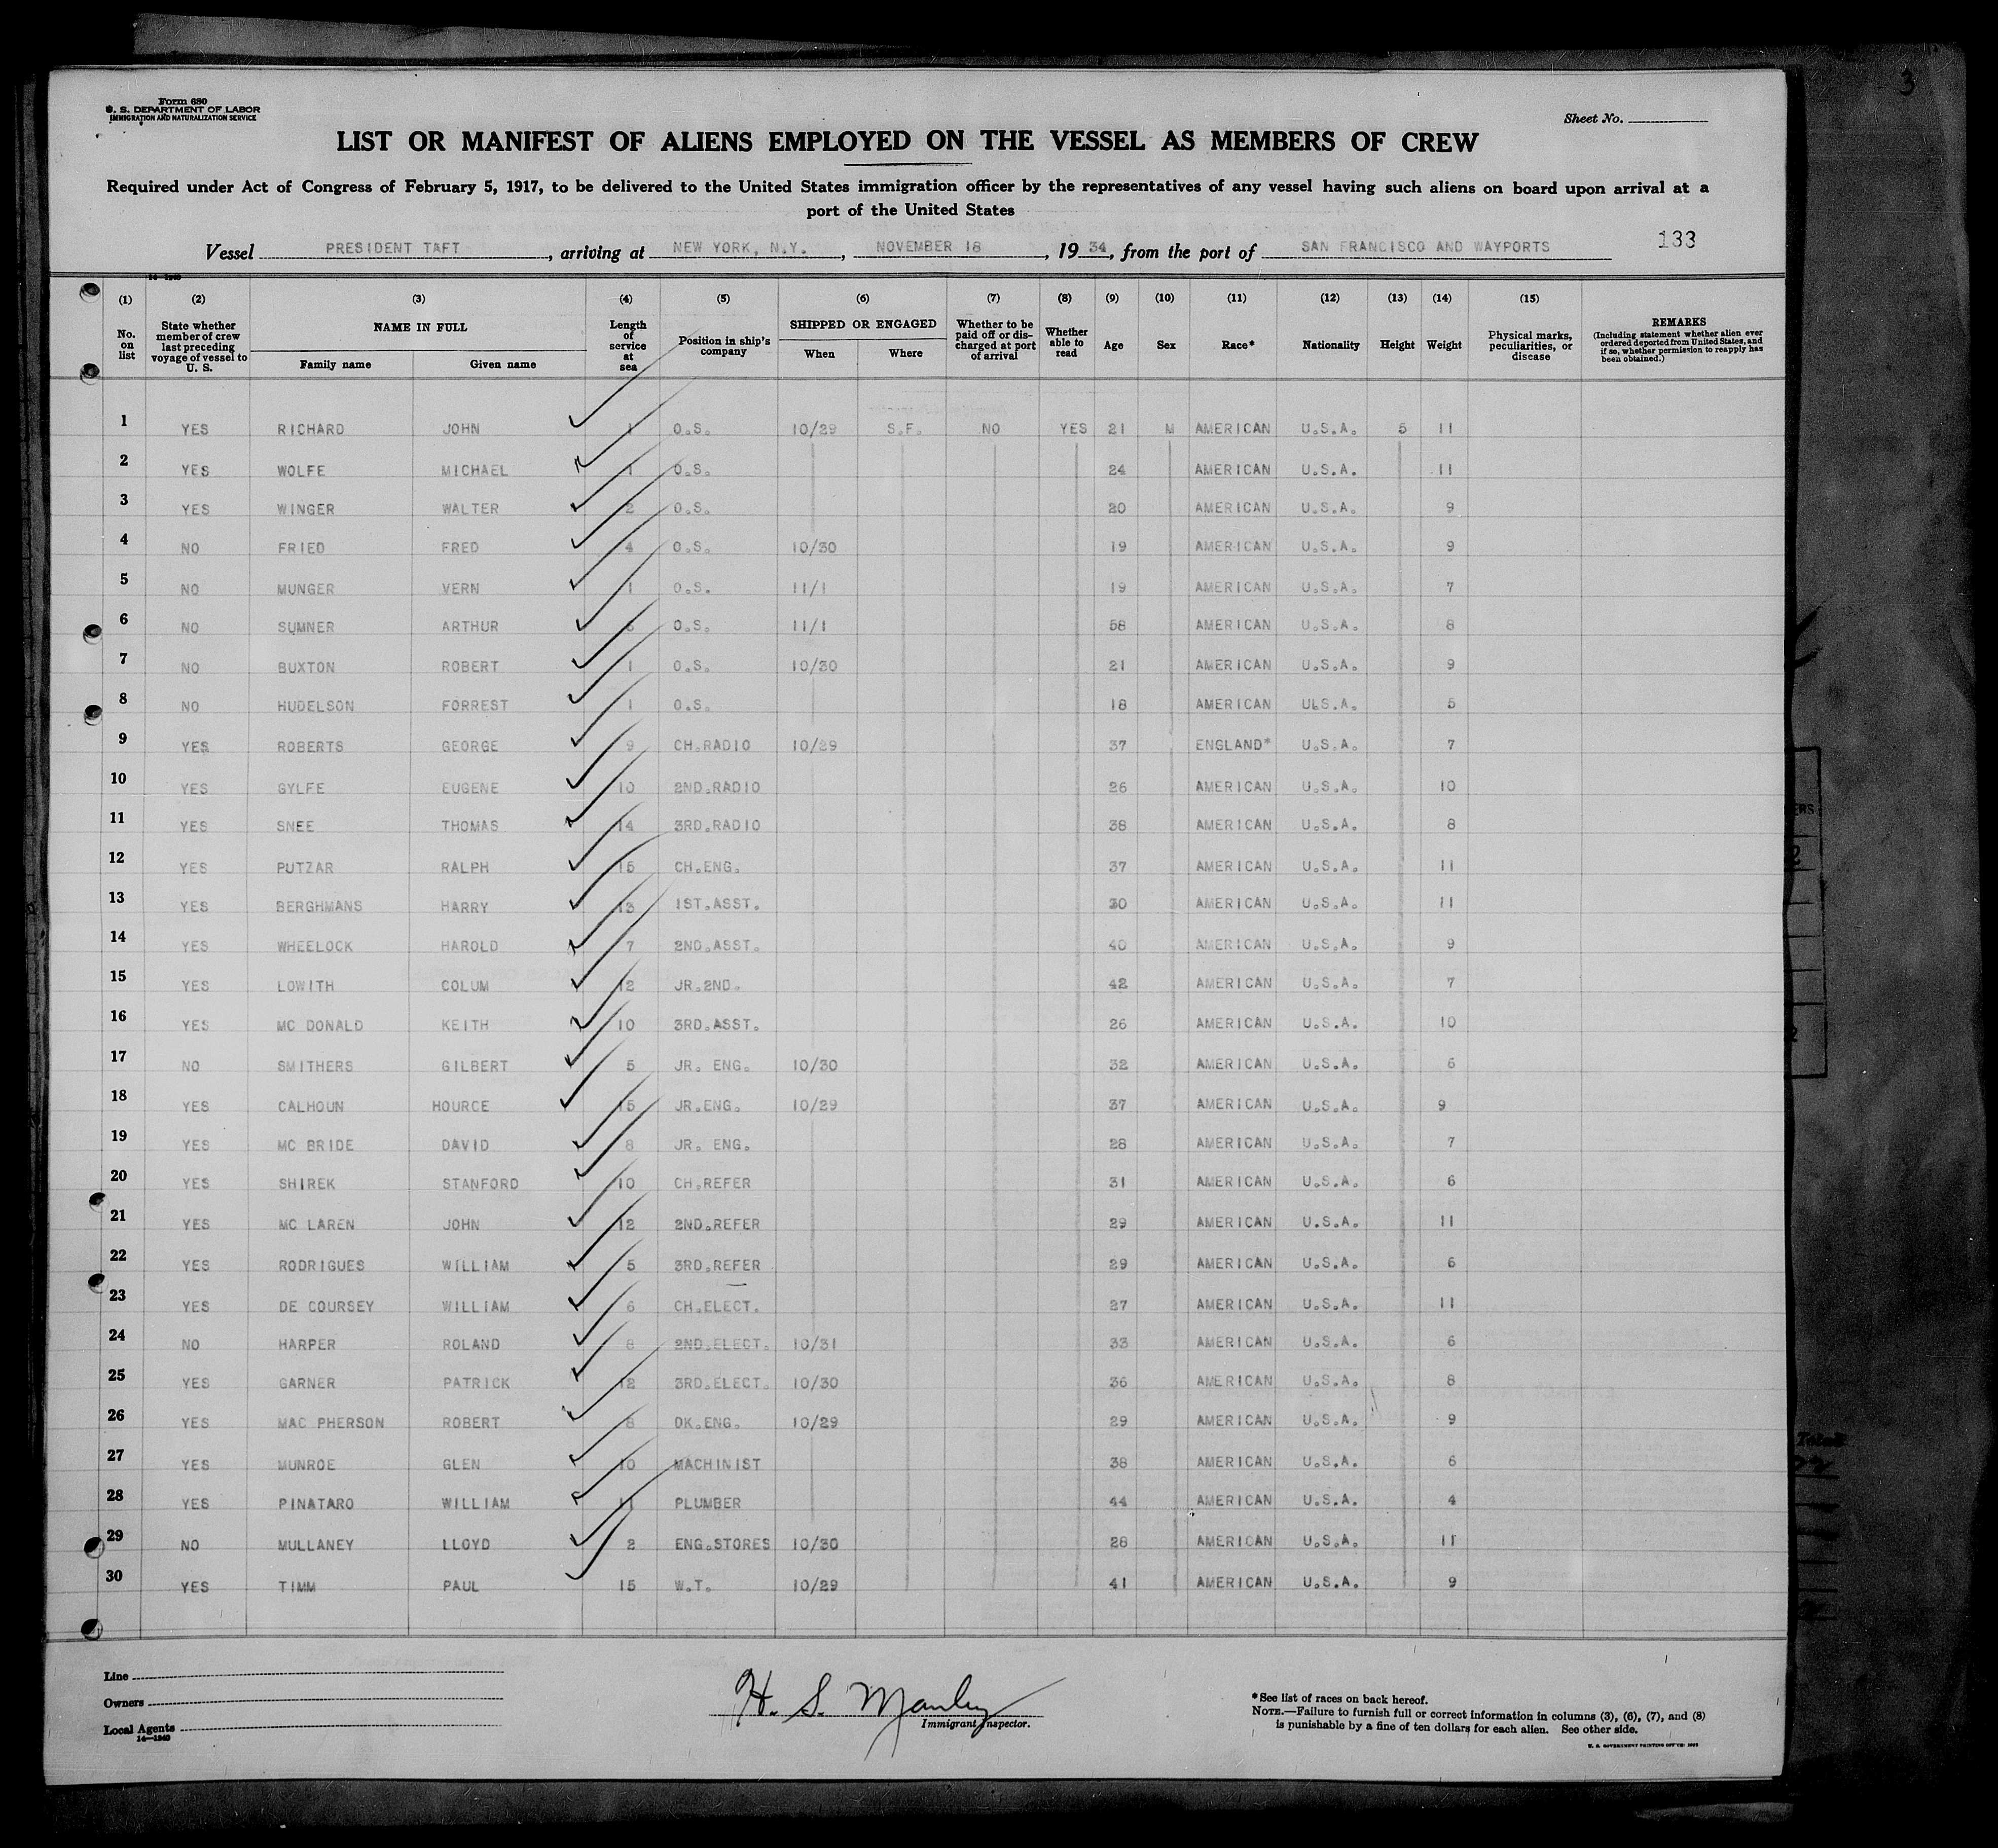 3
Form 680
U. S. DEPARTMENT OF LABOR
IMMIGRATION AND NATURALIZATION SERVICE
Sheet No.
LIST OR MANIFEST OF ALIENS EMPLOYED ON THE VESSEL AS MEMBERS OF CREW
Required under Act of Congress of February 5, 1917, to be delivered to the United States immigration officer by the representatives of any vessel having such aliens on board upon arrival at a
port of the United States
Vessel PRESIDENT TAFT, arriving at NEW YORK, N.Y., NOVEMBER 18, 1934, from the port of SAN FRANCISCO AND WAYPORTS 133
14—1240
(1) (2) (3) (4) (5) (6) (7) (8) (9) (10) (11) (12) (13) (14) (15)
No. on list | State whether member of crew last preceding voyage of vessel to U. S. | NAME IN FULL Family name Given name | Length of service at sea | Position in ship's company | SHIPPED OR ENGAGED When Where | Whether to be paid off or discharged at port of arrival | Whether able to read | Age | Sex | Race* | Nationality | Height | Weight | Physical marks, peculiarities, or disease | REMARKS (Including statement whether alien ever ordered deported from United States, and if so, whether permission to reapply has been obtained.)
1 YES RICHARD JOHN 1 O.S. 10/29 S.F. NO YES 21 M AMERICAN U.S.A. 5 11
2 YES WOLFE MICHAEL 1 O.S. 24 AMERICAN U.S.A. 11
3 YES WINGER WALTER 2 O.S. 20 AMERICAN U.S.A. 9
4 NO FRIED FRED 4 O.S. 10/30 19 AMERICAN U.S.A. 9
5 NO MUNGER VERN 1 O.S. 11/1 19 AMERICAN U.S.A. 7
6 NO SUMNER ARTHUR O.S. 11/1 58 AMERICAN U.S.A. 8
7 NO BUXTON ROBERT 1 O.S. 10/30 21 AMERICAN U.S.A. 9
8 NO HUDELSON FORREST 1 O.S. 18 AMERICAN ULS.A. 5
9 YES ROBERTS GEORGE 9 CH.RADIO 10/29 37 ENGLAND* U.S.A. 7
10 YES SYLFE EUGENE 10 2ND.RADIO 26 AMERICAN U.S.A. 10
11 YES SNEE THOMAS 14 3RD.RADIO 38 AMERICAN U.S.A. 8
12 YES PUTZAR RALPH 15 CH.ENG. 37 AMERICAN U.S.A. 11
13 YES BERGHMANS HARRY 13 1ST.ASST. 30 AMERICAN U.S.A. 11
14 YES WHEELOCK HAROLD 7 2ND.ASST. 40 AMERICAN U.S.A. 9
15 YES LOWITH COLUM 12 JR.2ND. 42 AMERICAN U.S.A. 7
16 YES MC DONALD KEITH 10 3RD.ASST. 26 AMERICAN U.S.A. 10
17 NO SMITHERS GILBERT 5 JR. ENG. 10/30 32 AMERICAN U.S.A. 6
18 YES CALHOUN HOURCE 15 JR.ENG. 10/29 37 AMERICAN U.S.A. 9
19 YES MC BRIDE DAVID 8 JR. ENG. 28 AMERICAN U.S.A. 7
20 YES SHIREK STANFORD 10 CH.REFER 31 AMERICAN U.S.A. 6
21 YES MC LAREN JOHN 12 2ND.REFER 29 AMERICAN U.S.A. 11
22 YES RODRIGUES WILLIAM 5 3RD.REFER 29 AMERICAN U.S.A. 6
23 YES DE COURSEY WILLIAM 6 CH.ELECT. 27 AMERICAN U.S.A. 11
24 NO HARPER ROLAND 8 2ND.ELECT. 10/31 33 AMERICAN U.S.A. 6
25 YES GARNER PATRICK 12 3RD.ELECT. 10/30 36 AMERICAN U.S.A. 8
26 YES MAC PHERSON ROBERT 8 DK.ENG. 10/29 29 AMERICAN U.S.A. 9
27 YES MUNROE GLEN 10 MACHINIST 38 AMERICAN U.S.A. 6
28 YES PINATARO WILLIAM 11 PLUMBER 44 AMERICAN U.S.A. 4
29 NO MULLANEY LLOYD 2 ENG.STORES 10/30 28 AMERICAN U.S.A. 11
30 YES TIMM PAUL 15 W.T. 10/29 41 AMERICAN U.S.A. 9
Line
Owners
Local Agents
14—1240
H. S. Manley
Immigrant Inspector.
*See list of races on back hereof.
NOTE.—Failure to furnish full or correct information in columns (3), (6), (7), and (8)
is punishable by a fine of ten dollars for each alien. See other side.
U. S. GOVERNMENT PRINTING OFFICE